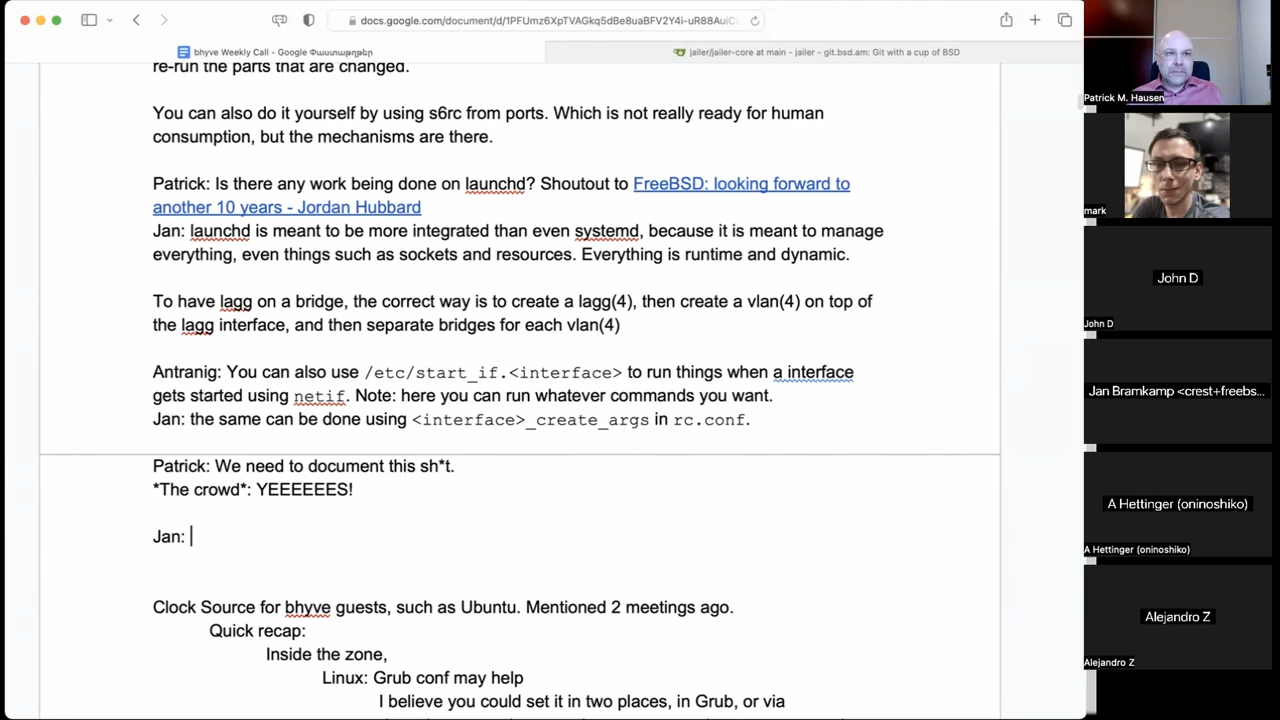 docs.google.com/document/d/1PFUmz6XpTVAGkq5dBe8uaBFV2Y4i-uR88AuiC
bhyve Weekly Call - Google Փաստաթղթեր
jailer/jailer-core at main - jailer - git.bsd.am: Git with a cup of BSD
re-run the parts that are changed.
You can also do it yourself by using s6rc from ports. Which is not really ready for human
consumption, but the mechanisms are there.
Patrick: Is there any work being done on launchd? Shoutout to FreeBSD: looking forward to
another 10 years - Jordan Hubbard
Jan: launchd is meant to be more integrated than even systemd, because it is meant to manage
everything, even things such as sockets and resources. Everything is runtime and dynamic.
To have lagg on a bridge, the correct way is to create a lagg(4), then create a vlan(4) on top of
the lagg interface, and then separate bridges for each vlan(4)
Antranig: You can also use /etc/start_if.<interface> to run things when a interface
gets started using netif. Note: here you can run whatever commands you want.
Jan: the same can be done using <interface>_create_args in rc.conf.
Patrick: We need to document this sh*t.
*The crowd*: YEEEEEES!
Jan:
Clock Source for bhyve guests, such as Ubuntu. Mentioned 2 meetings ago.
Quick recap:
Inside the zone,
Linux: Grub conf may help
I believe you could set it in two places, in Grub, or via
Patrick M. Hausen
mark
John D
John D
Jan Bramkamp <crest+freebs...
A Hettinger (oninoshiko)
A Hettinger (oninoshiko)
Alejandro Z
Alejandro Z